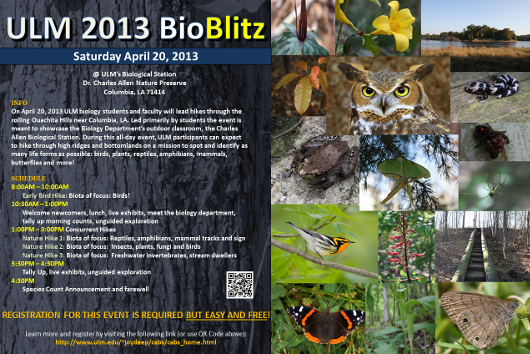 ULM 2013 BioBlitz
Saturday April 20, 2013
@ ULM's Biological Station
Dr. Charles Allen Nature Preserve
Columbia, LA 71414
INFO
On April 20, 2013 ULM biology students and faculty will lead hikes through the
rolling Ouachita Hills near Columbia, LA. Led primarily by students the event is
meant to showcase the Biology Department's outdoor classroom, the Charles
Allen Biological Station. During this all-day event, ULM participants can expect
to hike through high ridges and bottomlands on a mission to spot and identify as
many life forms as possible: birds, plants, reptiles, amphibians, mammals,
butterflies and more!
SCHEDULE
8:00AM – 10:00AM
Early Bird Hike: Biota of focus: Birds!
10:30AM – 1:00PM
Welcome newcomers, lunch, live exhibits, meet the biology department,
tally up morning counts, unguided exploration
1:00PM – 3:00PM Concurrent Hikes
Nature Hike 1: Biota of focus: Reptiles, amphibians, mammal tracks and sign
Nature Hike 2: Biota of focus: Insects, plants, fungi and birds
Nature Hike 3: Biota of focus: Freshwater invertebrates, stream dwellers
3:30PM – 4:30PM
Tally Up, live exhibits, unguided exploration
4:30PM
Species Count Announcement and farewell
REGISTRATION FOR THIS EVENT IS REQUIRED BUT EASY AND FREE!
Learn more and register by visiting the following link (or use QR Code above):
http://www.ulm.edu/~joydeep/cabs/cabs_home.html